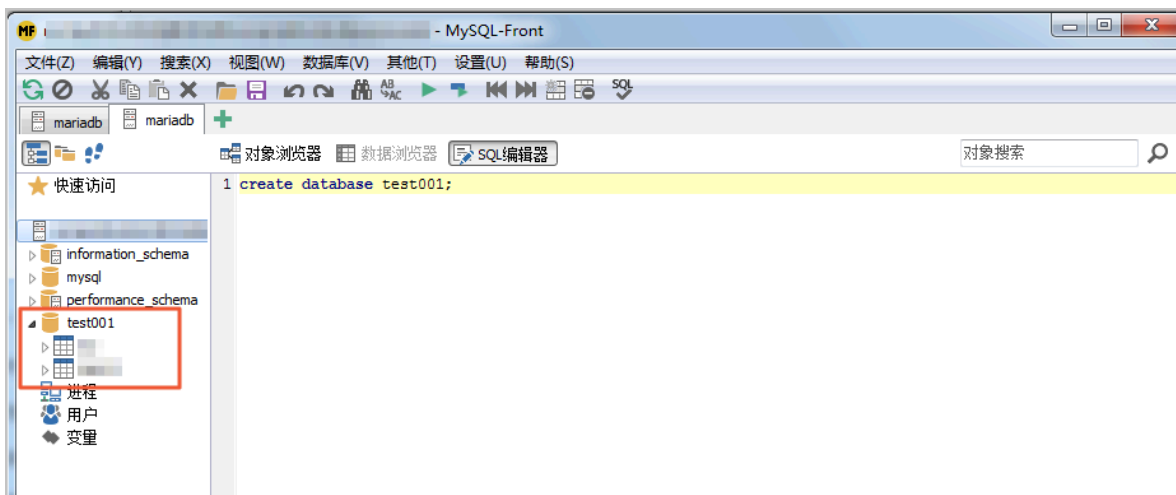 MF - MySQL-Front
文件(Z) 编辑(Y) 搜索(X) 视图(W) 数据库(V) 其他(T) 设置(U) 帮助(S)
AB AC SQL
mariadb mariadb
对象浏览器 数据浏览器 SQL编辑器 对象搜索
快速访问 1 create database test001;
information_schema
mysql
performance_schema
test001
进程
用户
变量